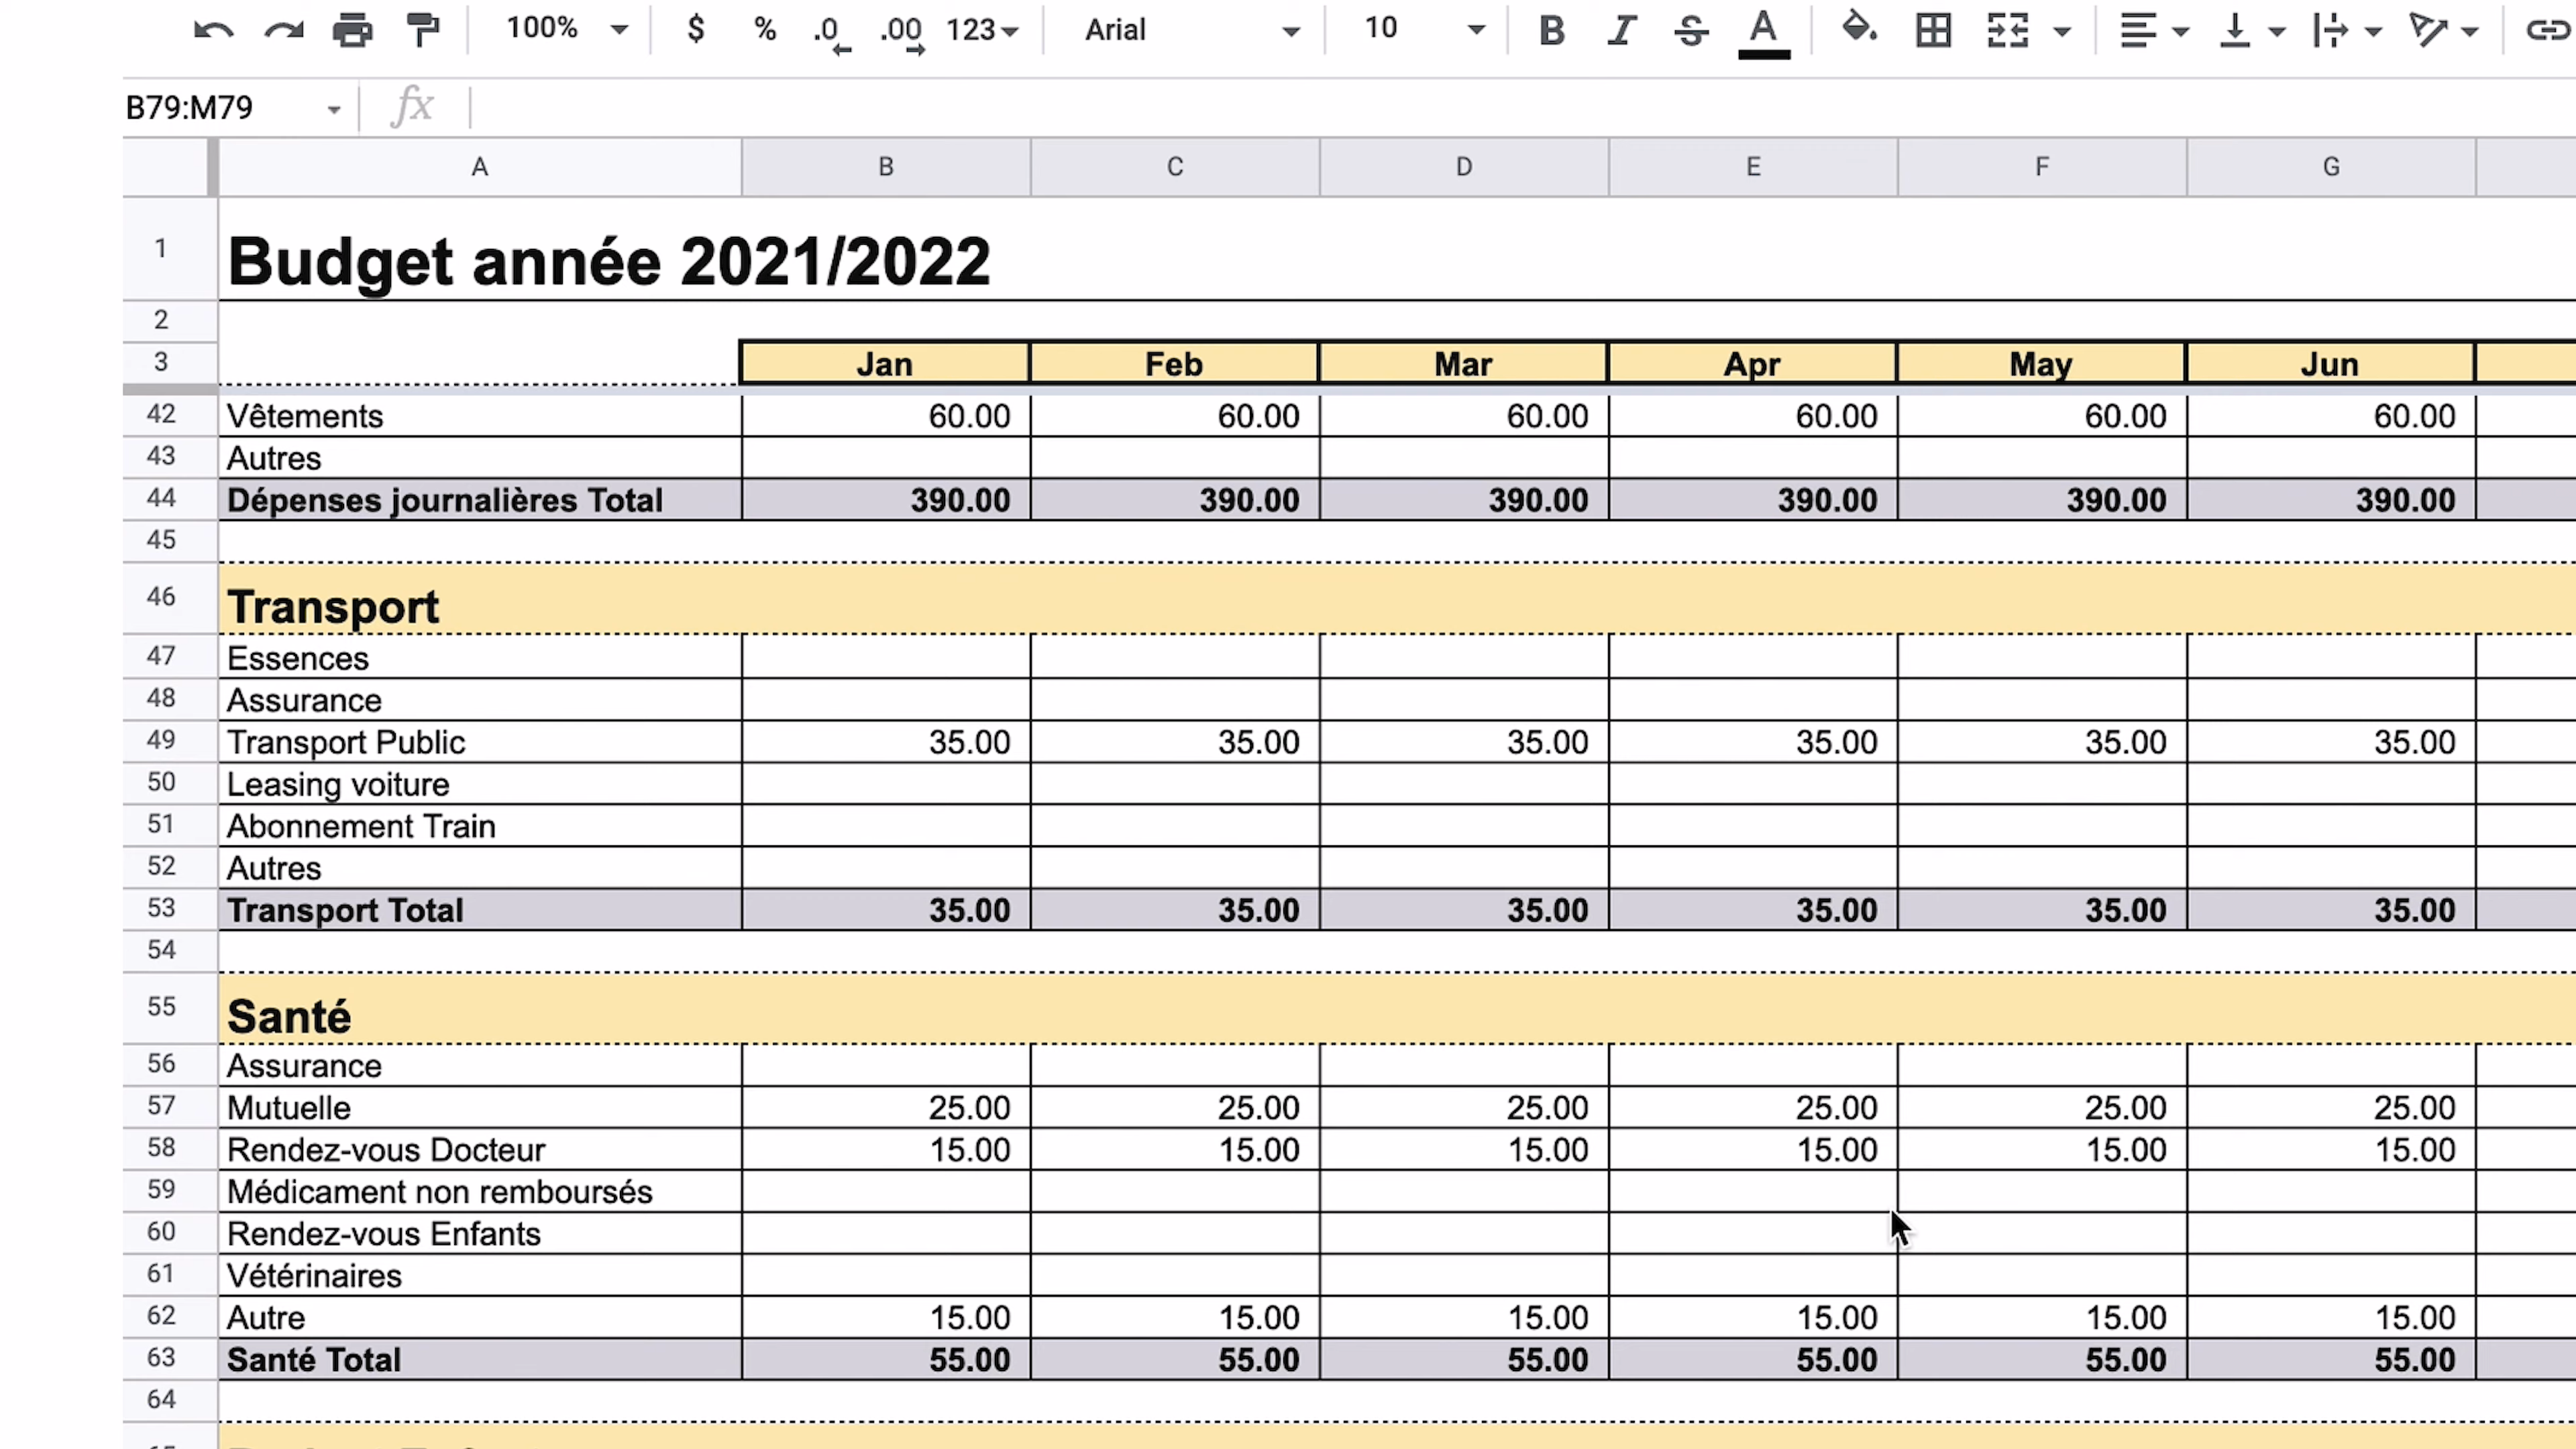 100% $ % .0 .00 123 Arial 10 B I S A
B79:M79 fx
A B C D E F G
1 Budget année 2021/2022
2
3 Jan Feb Mar Apr May Jun
42 Vêtements 60.00 60.00 60.00 60.00 60.00 60.00
43 Autres
44 Dépenses journalières Total 390.00 390.00 390.00 390.00 390.00 390.00
45
46 Transport
47 Essences
48 Assurance
49 Transport Public 35.00 35.00 35.00 35.00 35.00 35.00
50 Leasing voiture
51 Abonnement Train
52 Autres
53 Transport Total 35.00 35.00 35.00 35.00 35.00 35.00
54
55 Santé
56 Assurance
57 Mutuelle 25.00 25.00 25.00 25.00 25.00 25.00
58 Rendez-vous Docteur 15.00 15.00 15.00 15.00 15.00 15.00
59 Médicament non remboursés
60 Rendez-vous Enfants
61 Vétérinaires
62 Autre 15.00 15.00 15.00 15.00 15.00 15.00
63 Santé Total 55.00 55.00 55.00 55.00 55.00 55.00
64